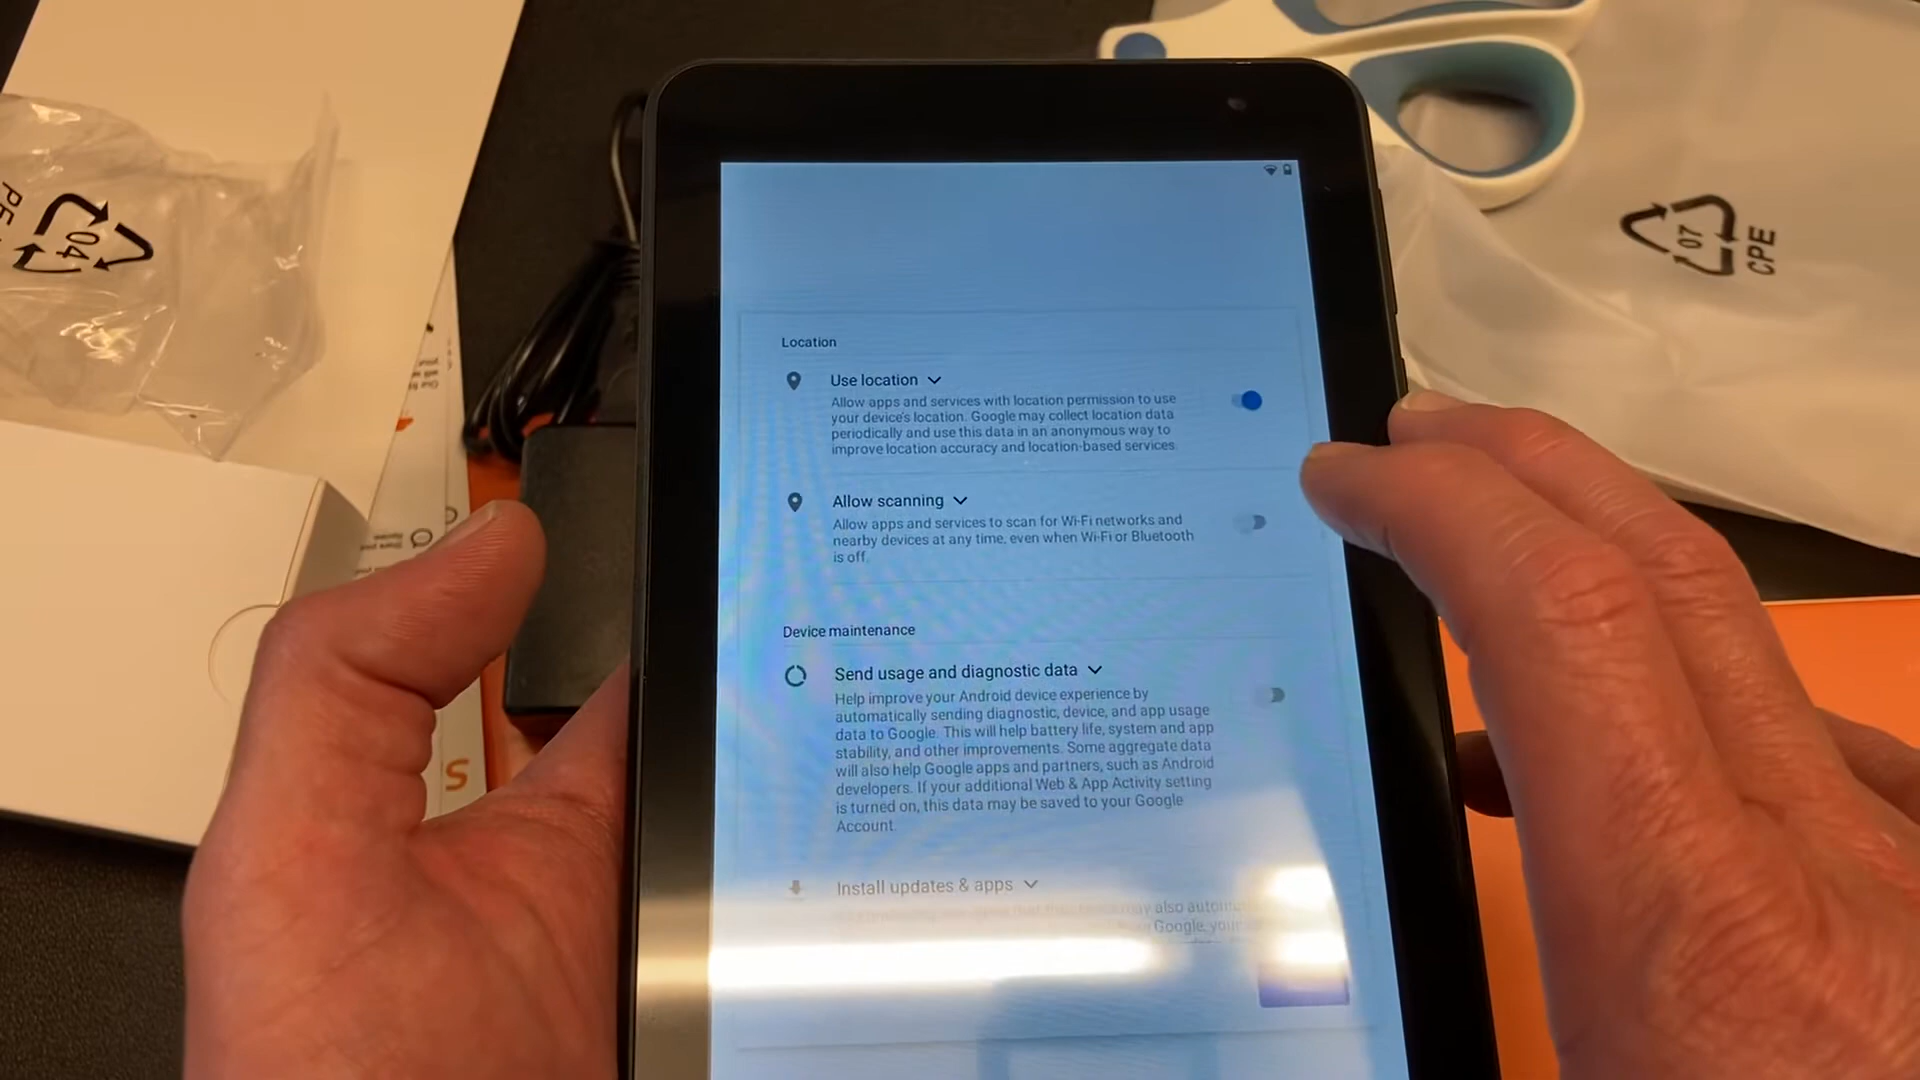 04
07
CPE
Location
Use location
Allow apps and services with location permission to use
your device's location. Google may collect location data
periodically and use this data in an anonymous way to
improve location accuracy and location-based services.
Allow scanning
Allow apps and services to scan for Wi-Fi networks and
nearby devices at any time, even when Wi-Fi or Bluetooth
is off.
Device maintenance
Send usage and diagnostic data
Help improve your Android device experience by
automatically sending diagnostic, device, and app usage
data to Google. This will help battery life, system and app
stability, and other improvements. Some aggregate data
will also help Google apps and partners, such as Android
developers. If your additional Web & App Activity setting
is turned on, this data may be saved to your Google
Account.
Install updates & apps
may also
Google,
S